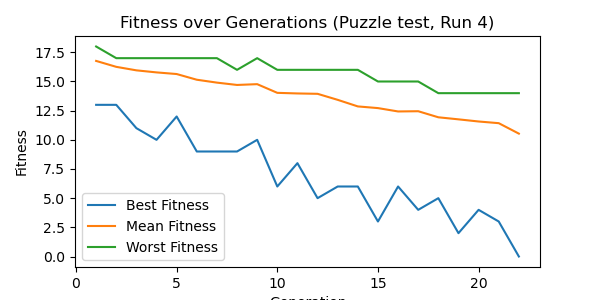 Fitness over Generations (Puzzle test, Run 4)
Fitness
17.5
15.0
12.5
10.0
7.5
5.0
2.5
0.0
Best Fitness
Mean Fitness
Worst Fitness
0 5 10 15 20
Generation